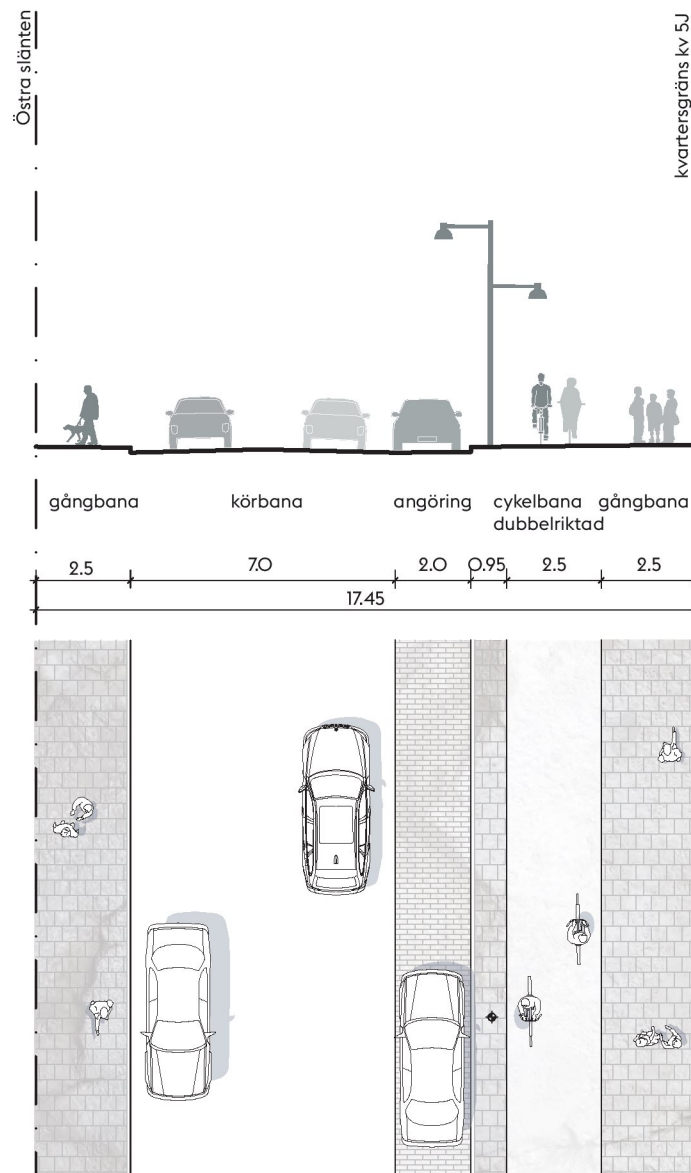 Östra slänten
kvartersgräns kv 5J
gångbana körbana angöring cykelbana gångbana
dubbelriktad
2.5 7.0 2.0 0.95 2.5 2.5
17.45